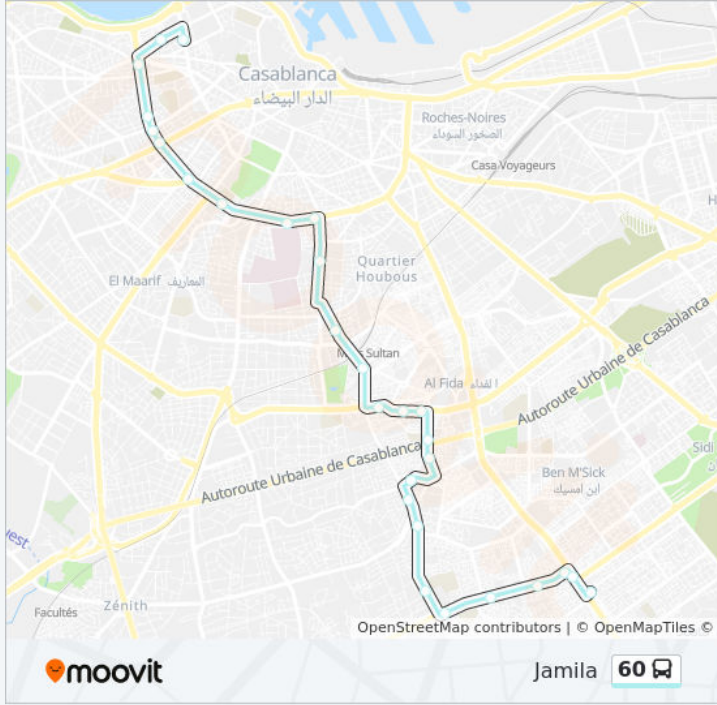 Casablanca
الدار البيضاء
Roches-Noires
الصخور السوداء
Casa Voyageurs
H
Quartier
Houbous
El Maarif المعاريف
Sultan
Al Fida الفداء
Autoroute Urbaine de Casablanca
Autoroute Urbaine de Casablanca
Sidi
Ben M'Sick
ابن امسيك
uest-
Facultés
Zénith
OpenStreetMap contributors | © OpenMapTiles ©
moovit
Jamila 60